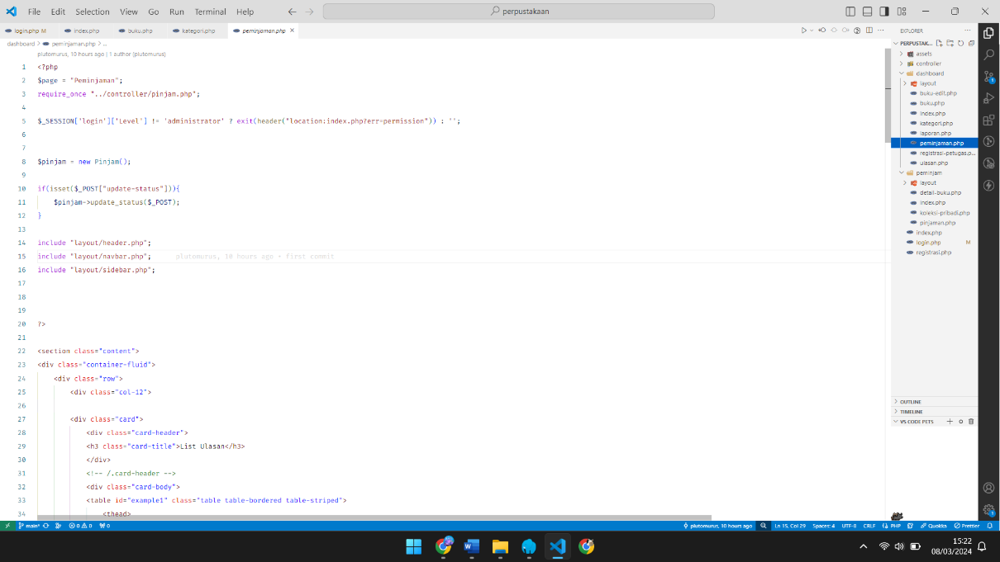 File Edit Selection View Go Run Terminal Help
perpustakaan
login.php M index.php buku.php kategori.php peminjaman.php
dashboard > peminjaman.php > ...
plutomurus, 10 hours ago | 1 author (plutomurus)
1 <?php
2 $page = "Peminjaman";
3 require_once "../controller/pinjam.php";
4
5 $_SESSION['login']['Level'] != 'administrator' ? exit(header("location:index.php?err=permission")) : '';
6
7
8 $pinjam = new Pinjam();
9
10 if(isset($_POST["update-status"])){
11 $pinjam->update_status($_POST);
12 }
13
14 include "layout/header.php";
15 include "layout/navbar.php"; plutomurus, 10 hours ago • first commit
16 include "layout/sidebar.php";
17
18
19
20 ?>
21
22 <section class="content">
23 <div class="container-fluid">
24 <div class="row">
25 <div class="col-12">
26
27 <div class="card">
28 <div class="card-header">
29 <h3 class="card-title">List Ulasan</h3>
30 </div>
31 <!-- /.card-header -->
32 <div class="card-body">
33 <table id="example1" class="table table-bordered table-striped">
34 <thead>
EXPLORER
PERPUSTAK...
assets
controller
dashboard
layout
buku-edit.php
buku.php
index.php
kategori.php
laporan.php
peminjaman.php
registrasi-petugas.p...
ulasan.php
peminjam
layout
detail-buku.php
index.php
koleksi-pribadi.php
pinjaman.php
index.php
login.php M
registrasi.php
OUTLINE
TIMELINE
VS CODE PETS
main* 0 0 0 plutomurus, 10 hours ago Ln 15, Col 29 Spaces: 4 UTF-8 CRLF PHP Quokka Prettier
15:22
08/03/2024